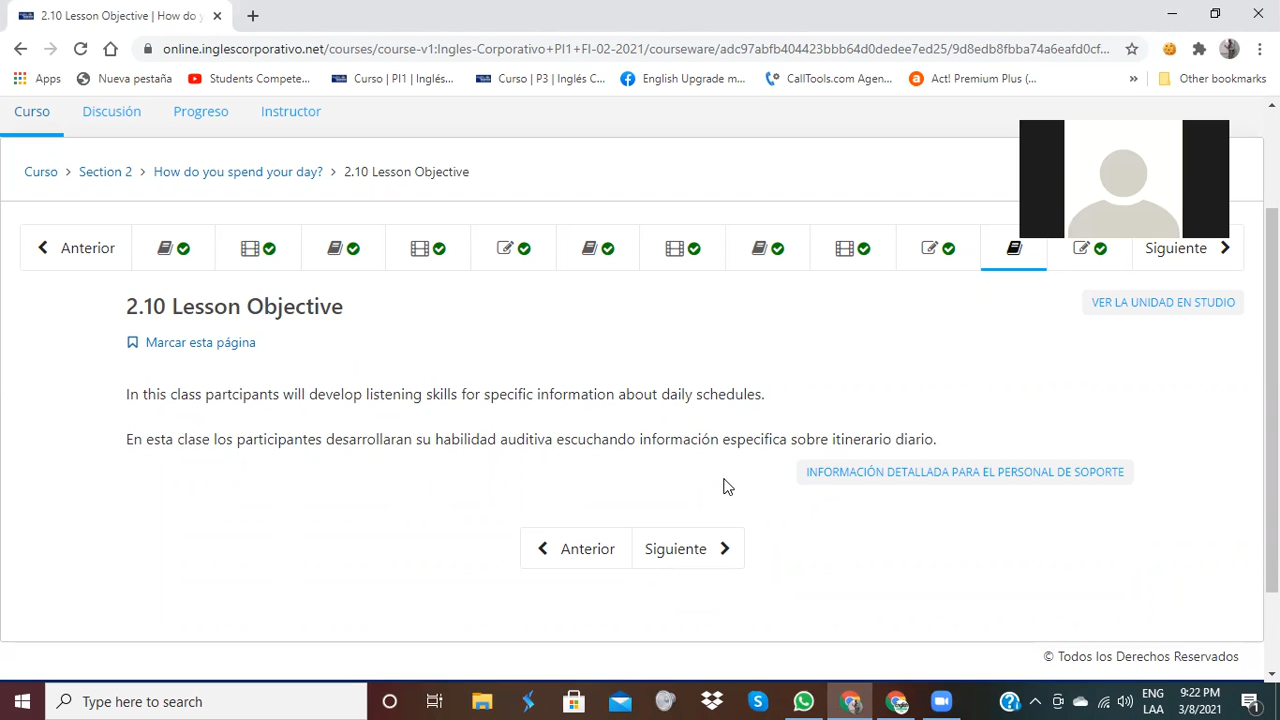 2.10 Lesson Objective | How do y
online.inglescorporativo.net/courses/course-v1:Ingles-Corporativo+PI1+FI-02-2021/courseware/adc97abfb404423bbb64d0dedee7ed25/9d8edb8fbba74a6eafd0cf...
Apps Nueva pestaña Students Compete... Curso | PI1 | Inglés... Curso | P3 | Inglé C... English Upgrade m... CallTools.com Agen... Act! Premium Plus (... » Other bookmarks
Curso Discusión Progreso Instructor
Curso > Section 2 > How do you spend your day? > 2.10 Lesson Objective
Anterior Siguiente
2.10 Lesson Objective
VER LA UNIDAD EN STUDIO
Marcar esta página
In this class partcipants will develop listening skills for specific information about daily schedules.
En esta clase los participantes desarrollaran su habilidad auditiva escuchando información especifica sobre itinerario diario.
INFORMACIÓN DETALLADA PARA EL PERSONAL DE SOPORTE
Anterior Siguiente
© Todos los Derechos Reservados
Type here to search
ENG 9:22 PM
LAA 3/8/2021